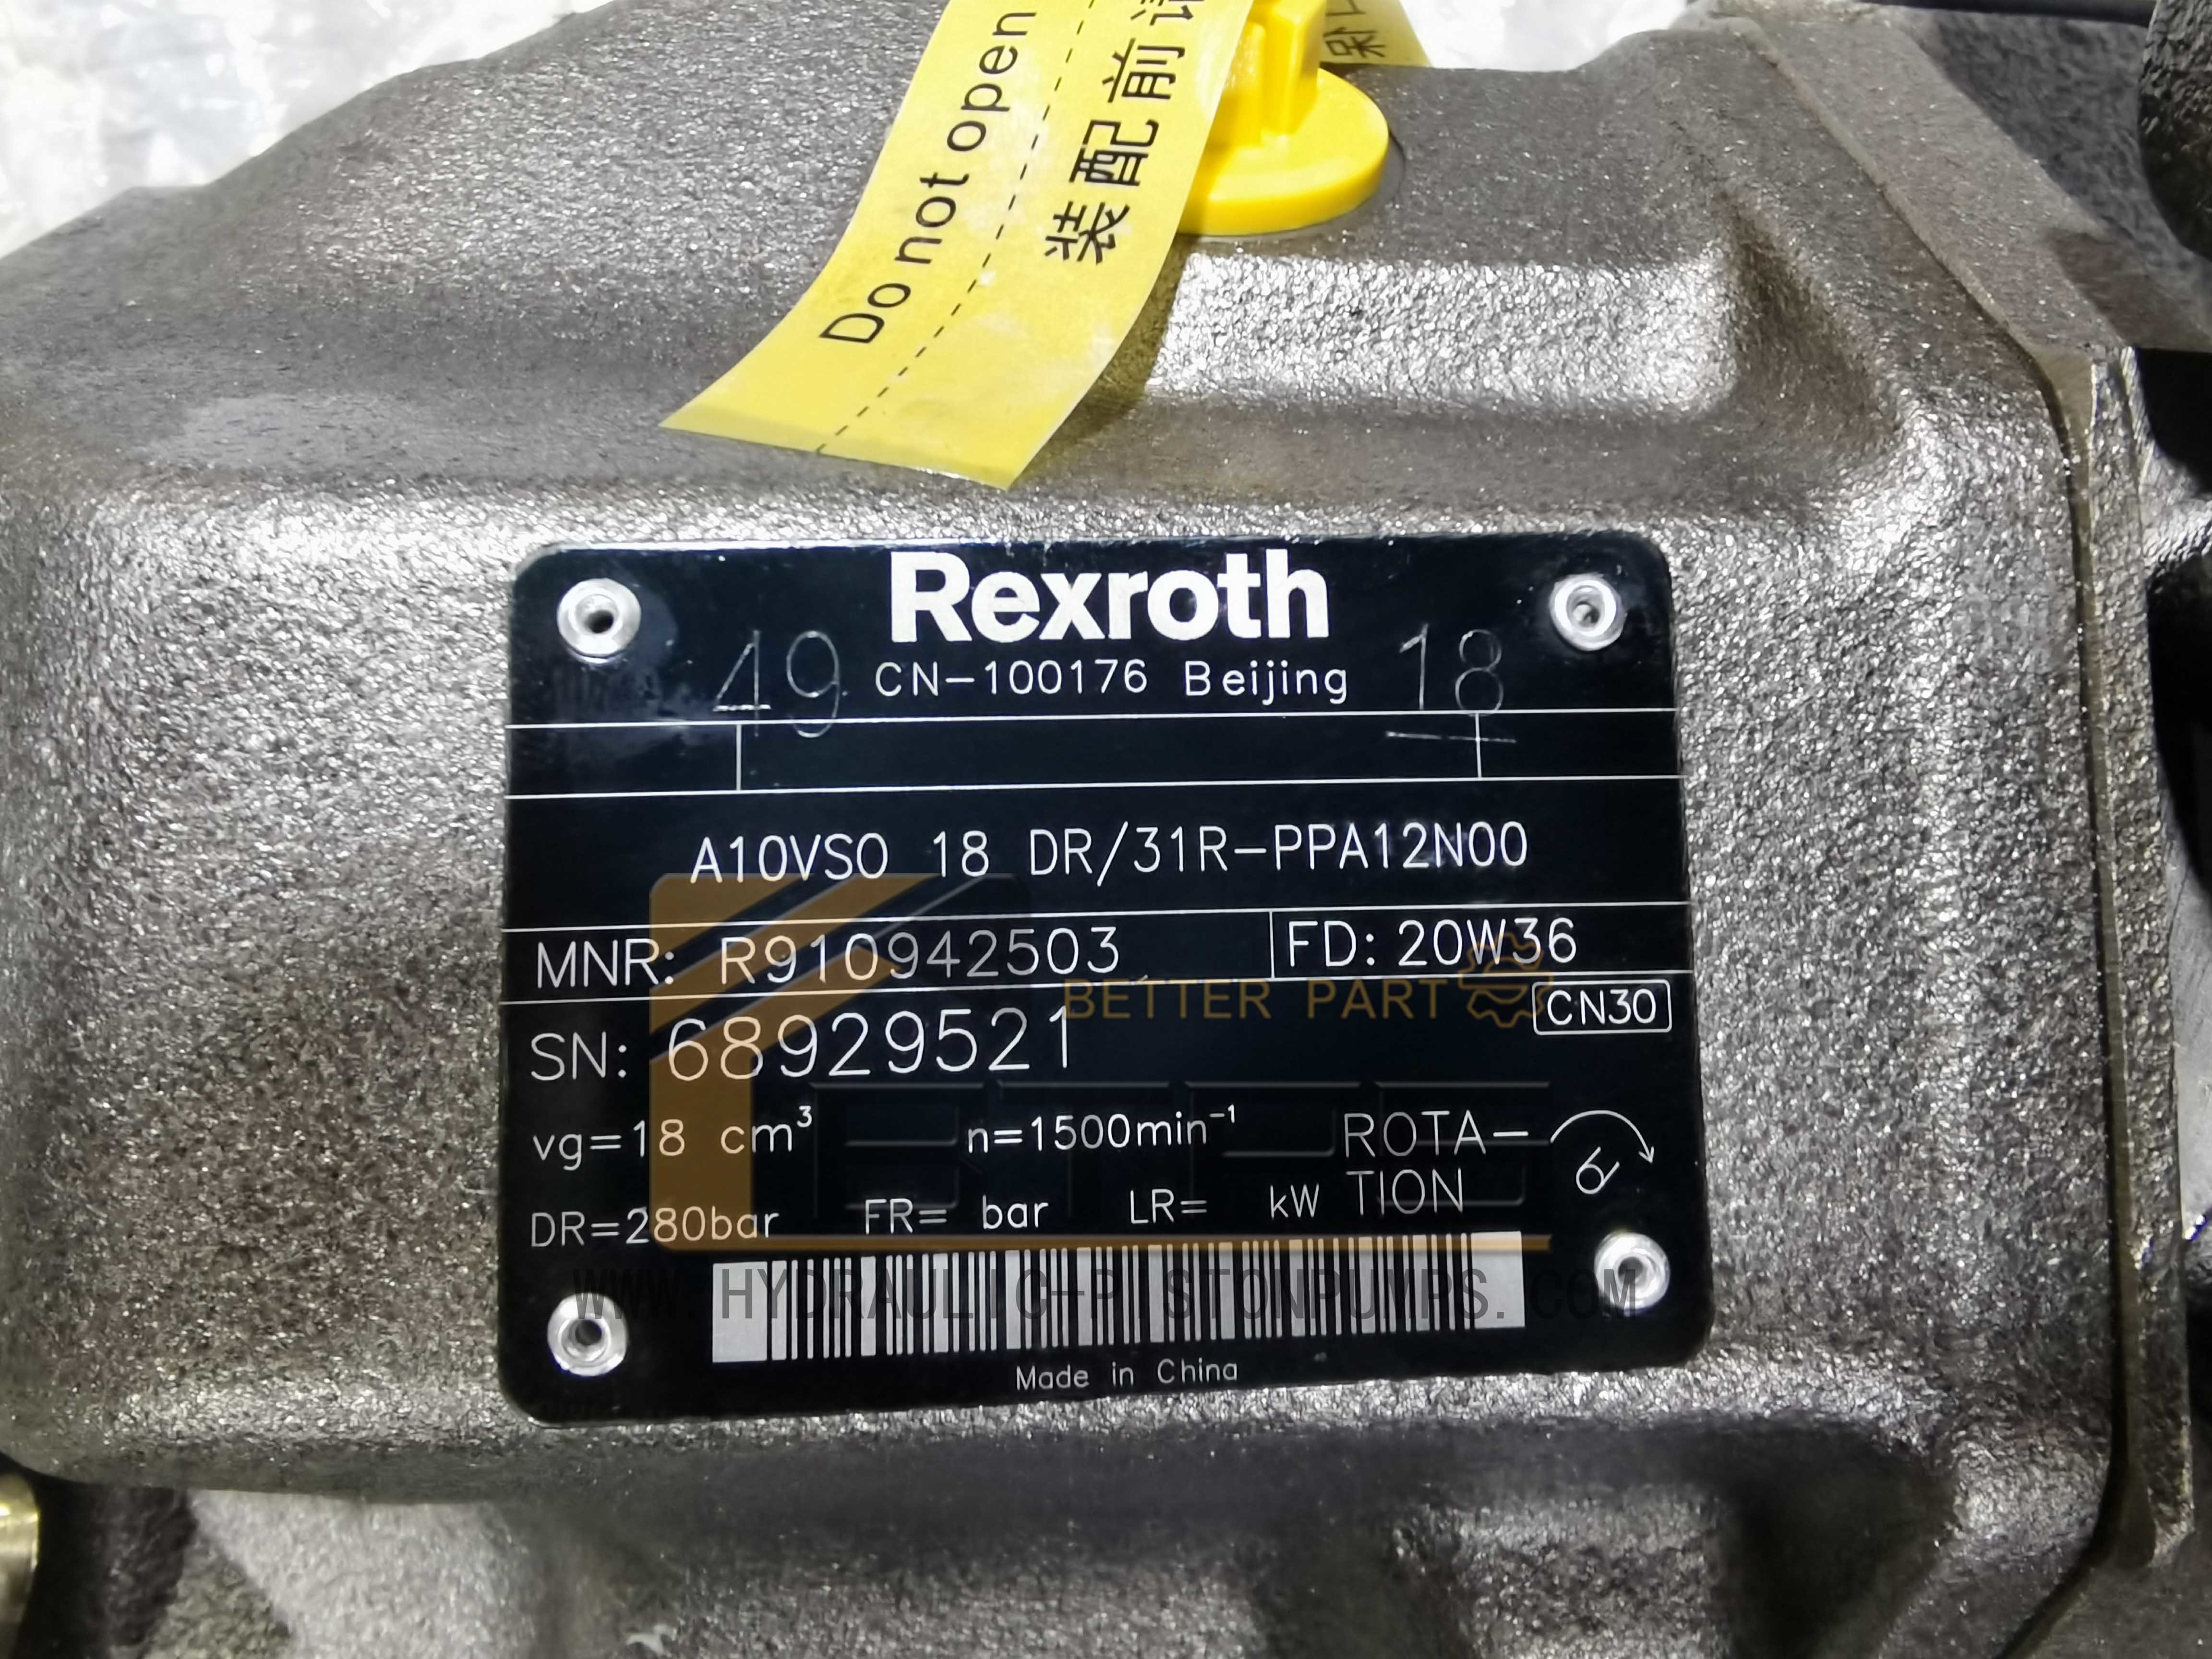 Do not open
装配前请
Rexroth
49 CN-100176 Beijing 18
A10VSO 18 DR/31R-PPA12N00
MNR: R910942503 FD: 20W36
BETTER PART
CN30
SN: 68929521
vg=18 cm³ n=1500min⁻¹ ROTA-
TION
DR=280bar FR= bar LR= kW
WWW.HYDRAULIC-PISTONPUMPS.COM
Made in China